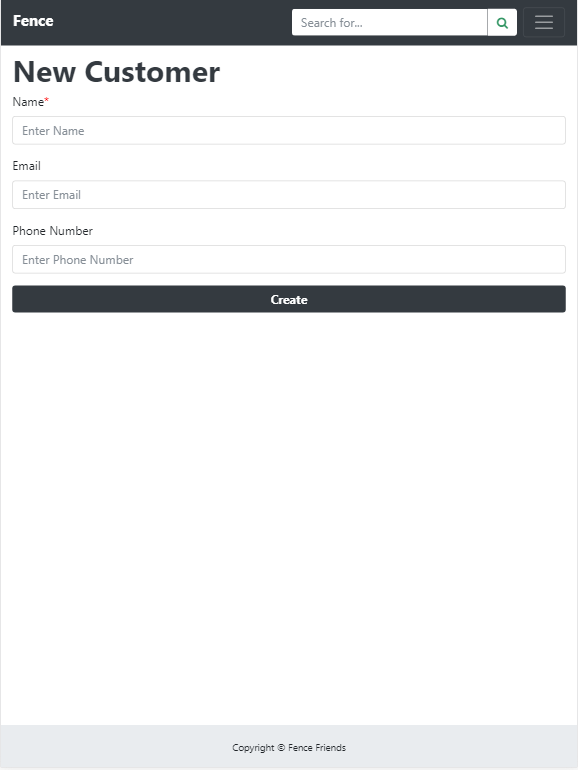 Fence
Search for...
New Customer
Name*
Enter Name
Email
Enter Email
Phone Number
Enter Phone Number
Create
Copyright © Fence Friends